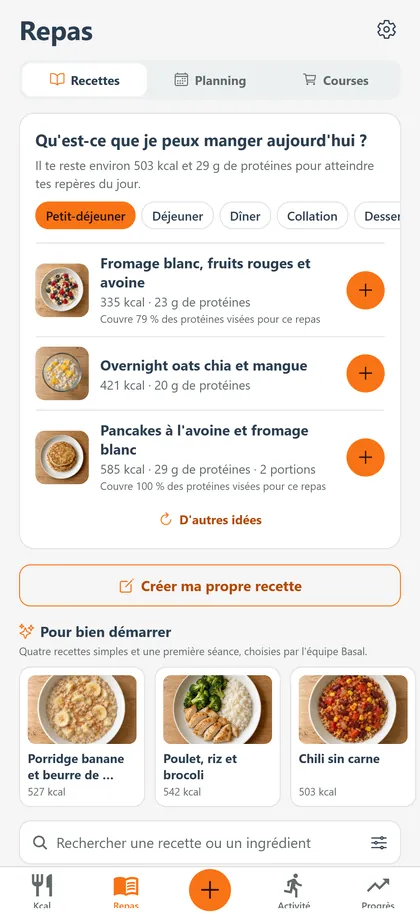 Repas
Recettes
Planning
Courses
Qu'est-ce que je peux manger aujourd'hui ?
Il te reste environ 503 kcal et 29 g de protéines pour atteindre
tes repères du jour.
Petit-déjeuner
Déjeuner
Dîner
Collation
Desser
Fromage blanc, fruits rouges et
avoine
335 kcal · 23 g de protéines
Couvre 79 % des protéines visées pour ce repas
Overnight oats chia et mangue
421 kcal · 20 g de protéines
Pancakes à l'avoine et fromage
blanc
585 kcal · 29 g de protéines · 2 portions
Couvre 100 % des protéines visées pour ce repas
D'autres idées
Créer ma propre recette
Pour bien démarrer
Quatre recettes simples et une première séance, choisies par l'équipe Basal.
Porridge banane
et beurre de ...
527 kcal
Poulet, riz et
brocoli
542 kcal
Chili sin carne
503 kcal
Rechercher une recette ou un ingrédient
Kcal
Repas
Activité
Progrès